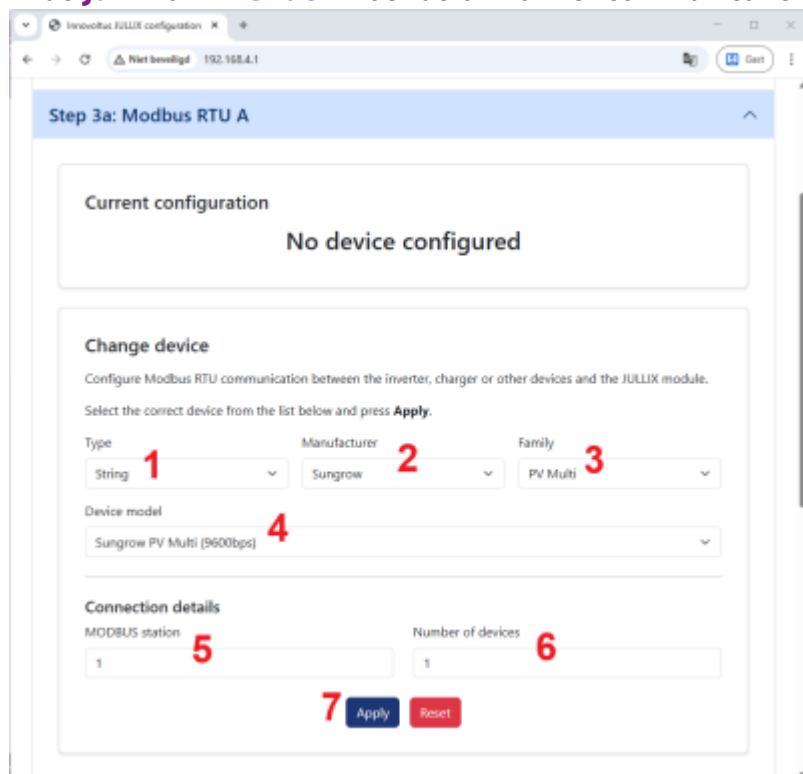 Innovoltus JULLIX configuration
Niet beveiligd 192.168.4.1 Gast
Step 3a: Modbus RTU A
Current configuration
No device configured
Change device
Configure Modbus RTU communication between the inverter, charger or other devices and the JULLIX module.
Select the correct device from the list below and press Apply.
Type Manufacturer Family
1 2 3
String Sungrow PV Multi
Device model
4
Sungrow PV Multi (9600bps)
Connection details
MODBUS station Number of devices
5 6
1 1
7 Apply Reset